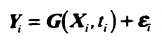 Yᵢ = G(Xᵢ, tᵢ) + εᵢ